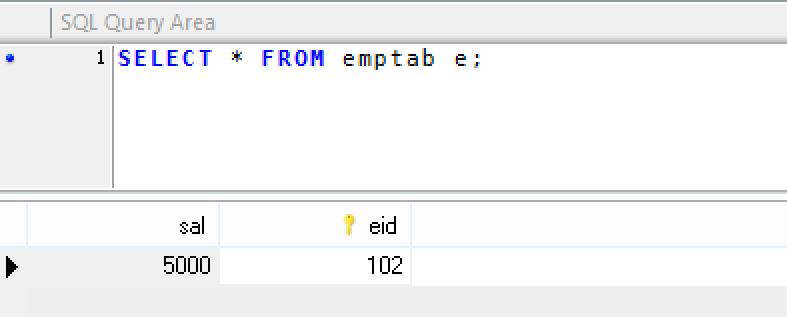 SQL Query Area
1 SELECT * FROM emptab e;
sal eid
5000 102